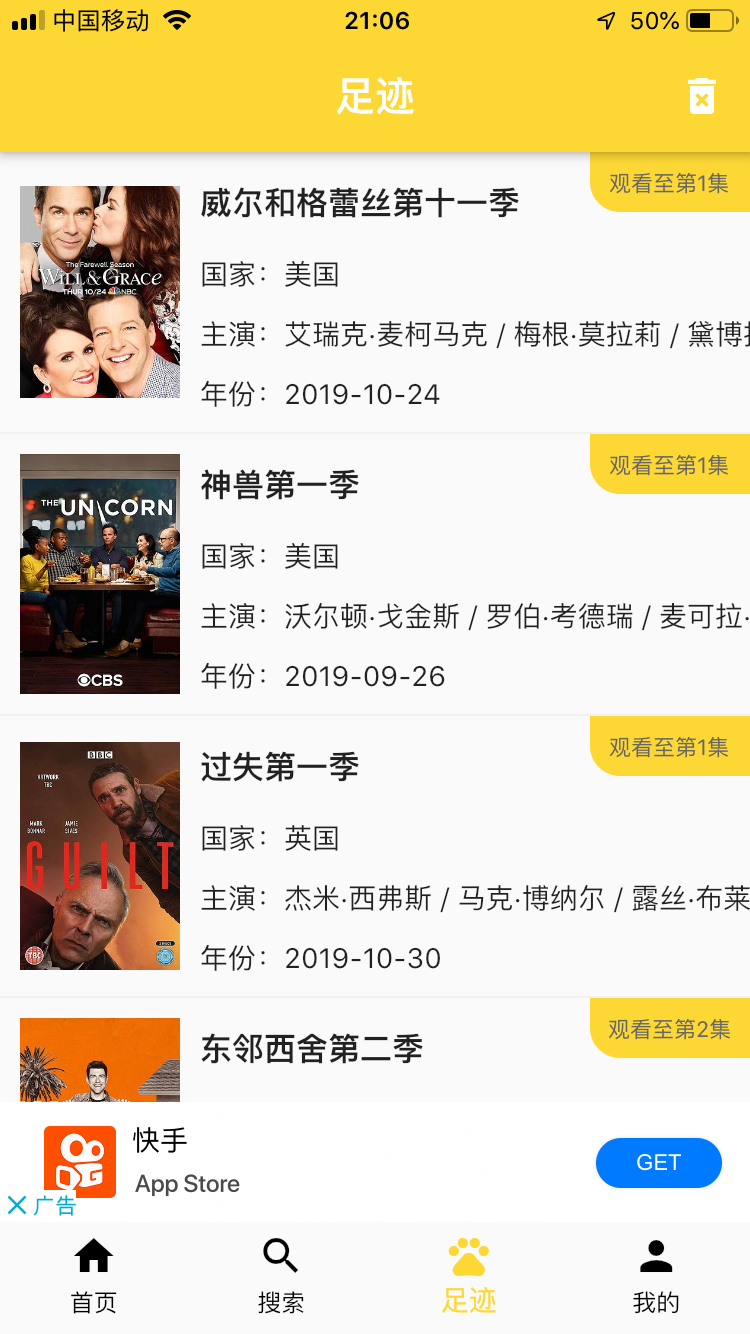 中国移动
21:06
50%
足迹
观看至第1集
威尔和格蕾丝第十一季
The Farewell Season
WILL & GRACE
THUR 10/24 NBC
国家：美国
主演：艾瑞克·麦柯马克 / 梅根·莫拉莉 / 黛博
年份：2019-10-24
观看至第1集
神兽第一季
THE UNICORN
CBS
国家：美国
主演：沃尔顿·戈金斯 / 罗伯·考德瑞 / 麦可拉·
年份：2019-09-26
观看至第1集
过失第一季
BBC
ARTWORK
TBC
MARK
BONNAR
JAMIE
SIVES
GUILT
TBC
国家：英国
主演：杰米·西弗斯 / 马克·博纳尔 / 露丝·布莱
年份：2019-10-30
观看至第2集
东邻西舍第二季
快手
App Store
GET
广告
首页
搜索
足迹
我的